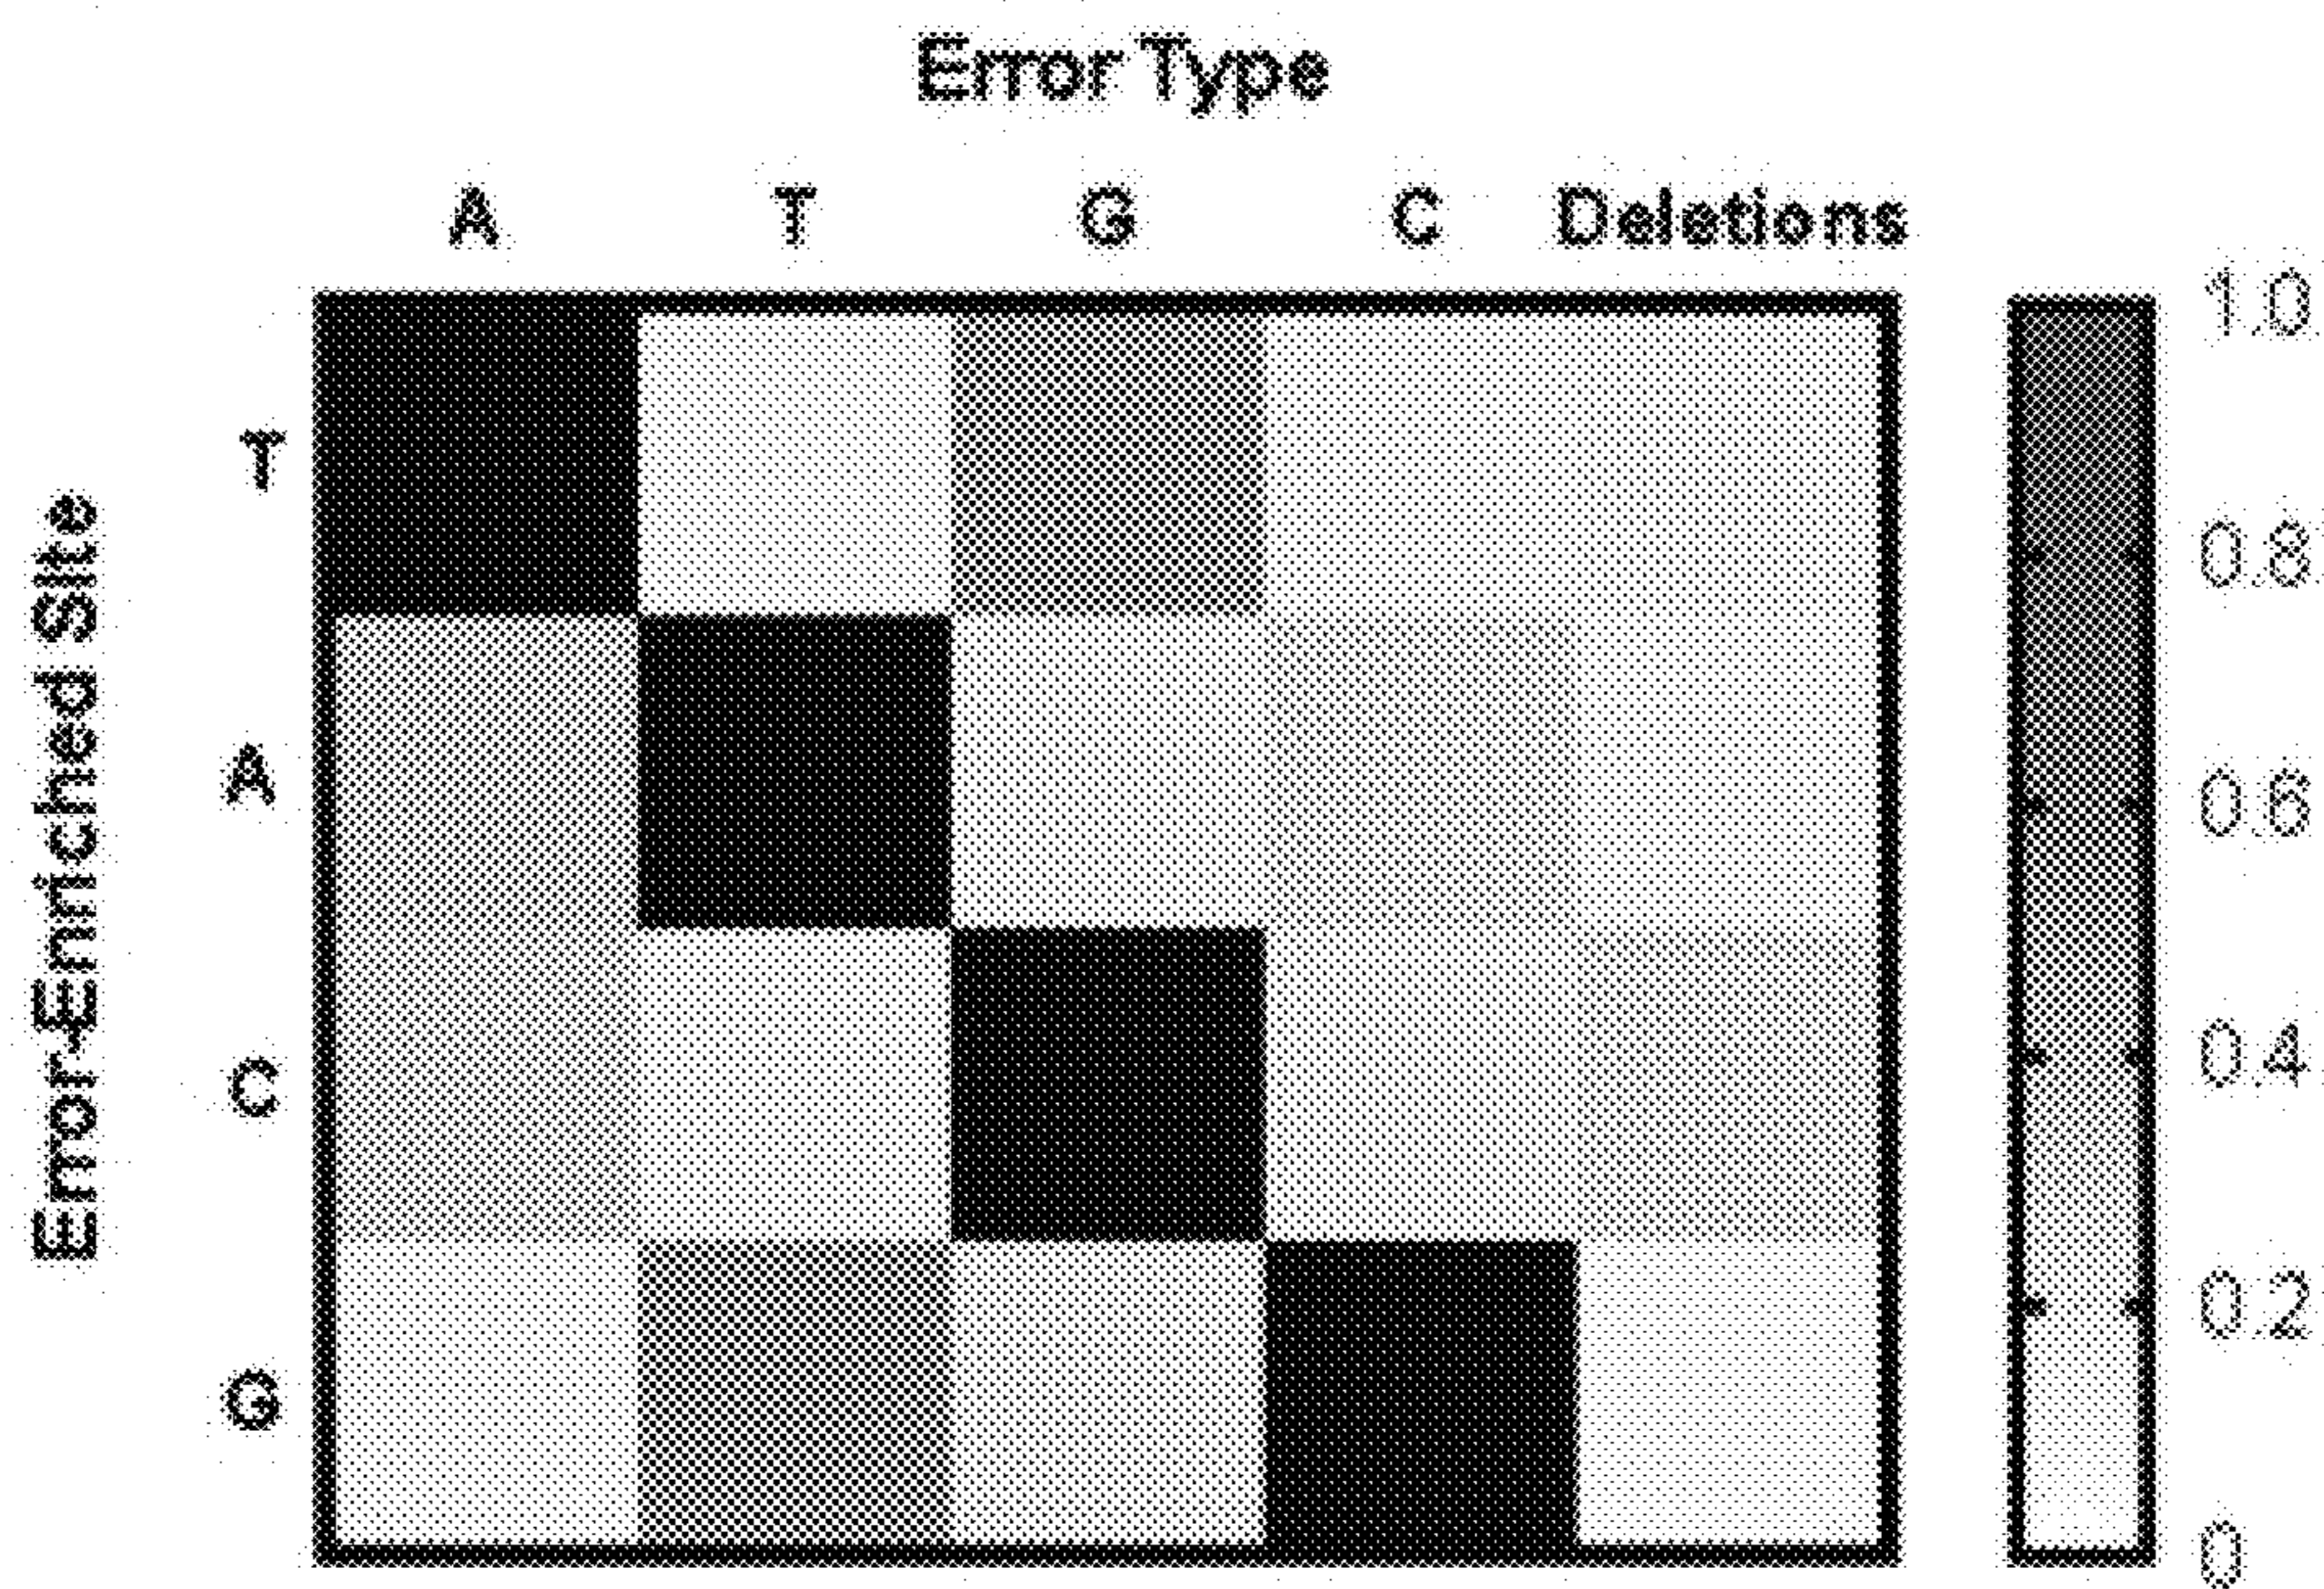 Error Type
A T G C Deletions
Error-Enriched Site
T
A
C
G
1.0
0.8
0.6
0.4
0.2
0